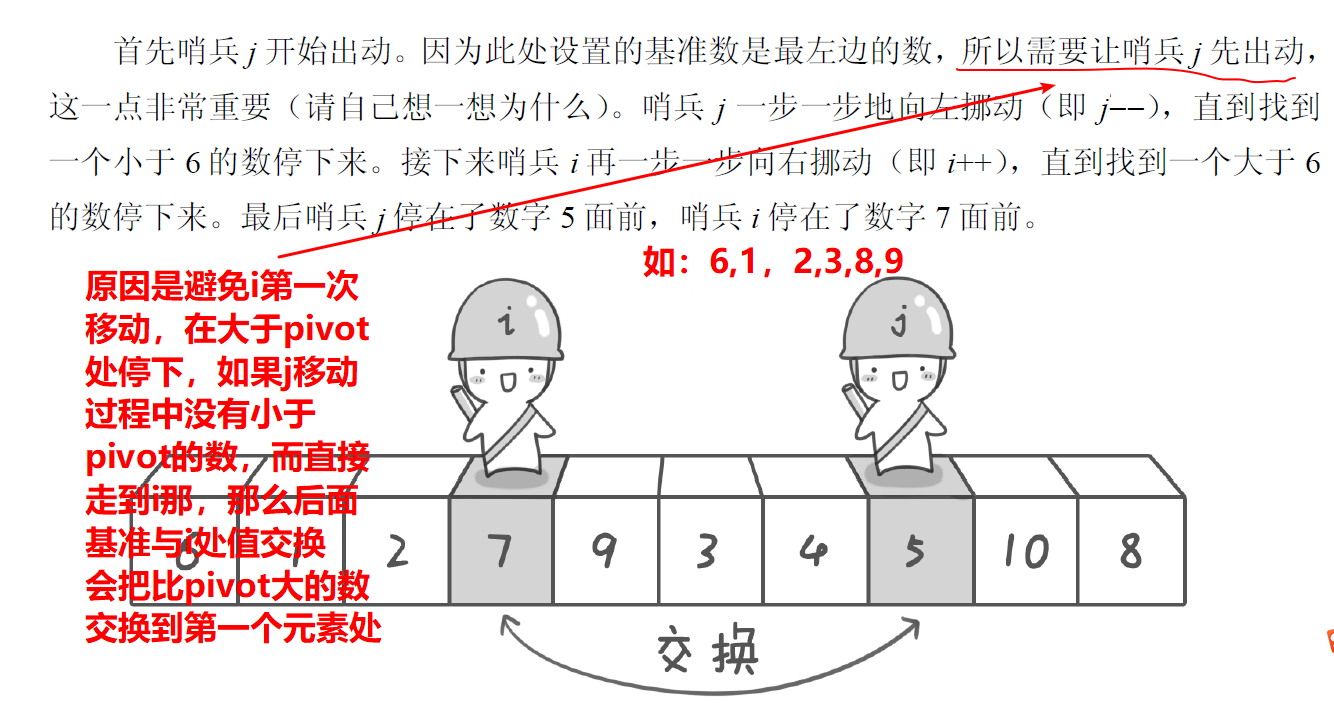 首先哨兵 j 开始出动。因为此处设置的基准数是最左边的数，所以需要让哨兵 j 先出动，
这一点非常重要（请自己想一想为什么）。哨兵 j 一步一步地向左挪动（即 j−−），直到找到
一个小于 6 的数停下来。接下来哨兵 i 再一步一步向右挪动（即 i++），直到找到一个大于 6
的数停下来。最后哨兵 j 停在了数字 5 面前，哨兵 i 停在了数字 7 面前。
如：6,1，2,3,8,9
原因是避免i第一次
移动，在大于pivot
处停下，如果j移动
过程中没有小于
pivot的数，而直接
走到i那，那么后面
基准与i处值交换
会把比pivot大的数
交换到第一个元素处
i j
6 1 2 7 9 3 4 5 10 8
交换